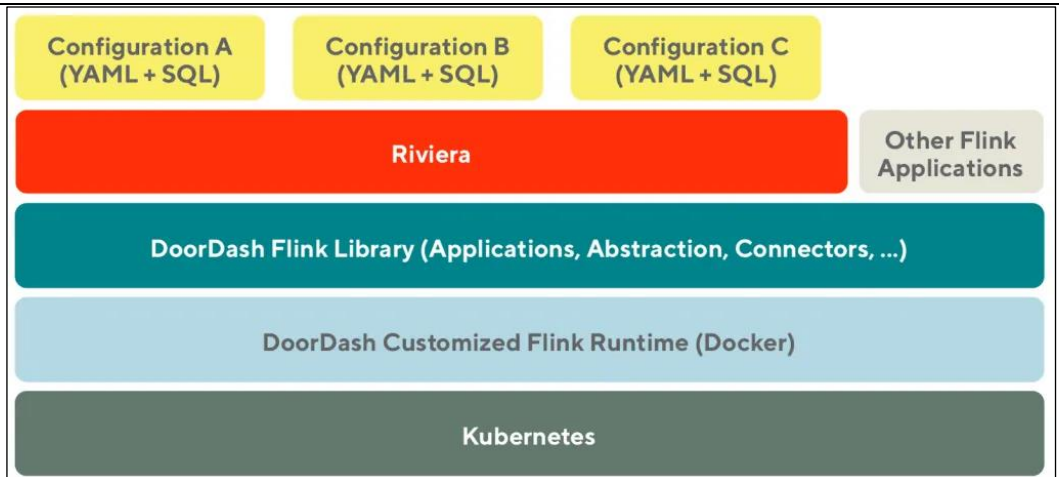 Configuration A
(YAML + SQL)
Configuration B
(YAML + SQL)
Configuration C
(YAML + SQL)
Riviera
Other Flink
Applications
DoorDash Flink Library (Applications, Abstraction, Connectors, ...)
DoorDash Customized Flink Runtime (Docker)
Kubernetes